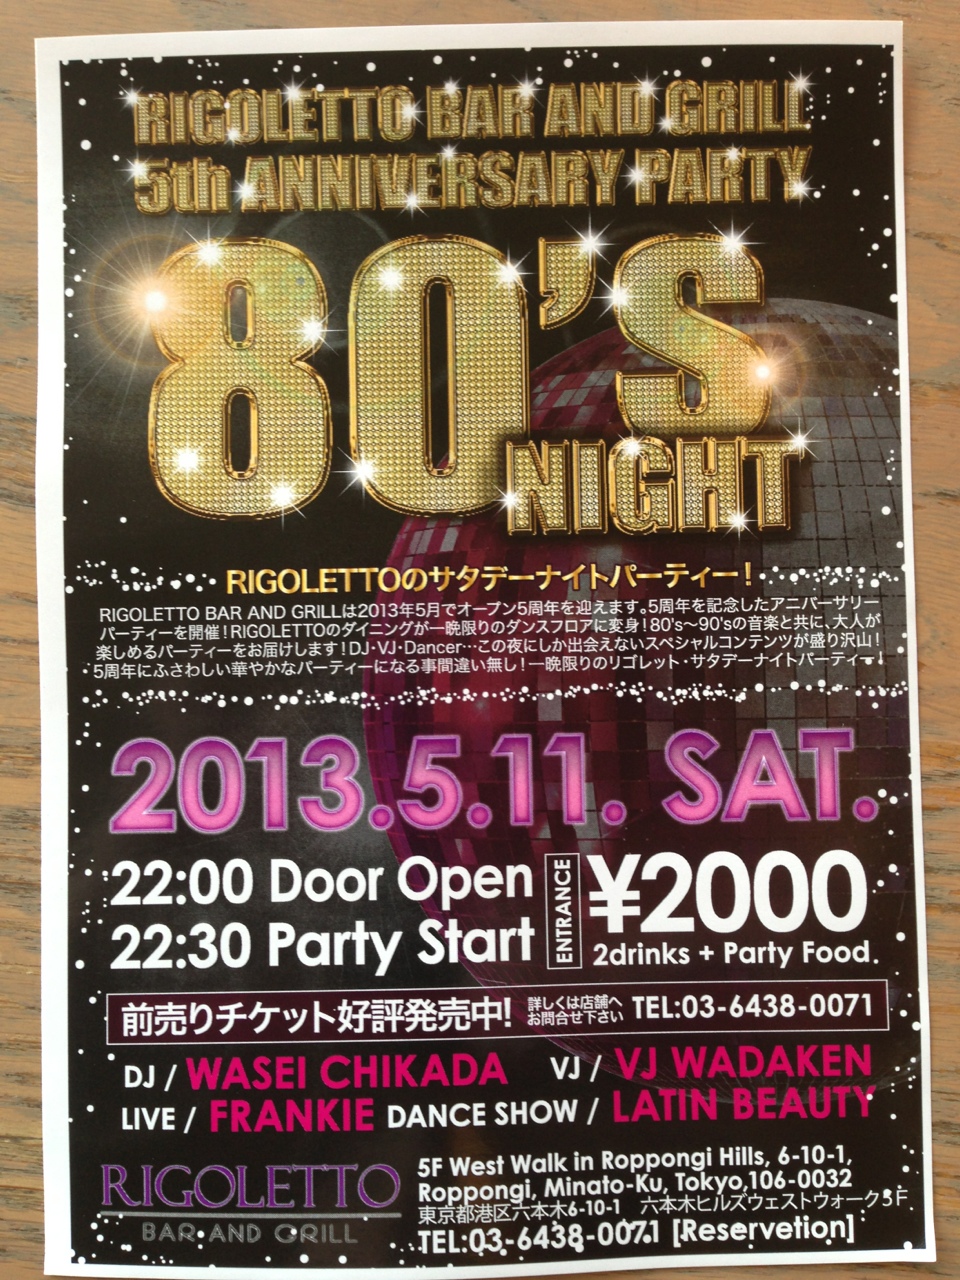 RIGOLETTO BAR AND GRILL
5th ANNIVERSARY PARTY
80'S
NIGHT
RIGOLETTOのサタデーナイトパーティー!
RIGOLETTO BAR AND GRILLは2013年5月でオープン5周年を迎えます。5周年を記念したアニバーサリー
パーティーを開催!RIGOLETTOのダイニングが一晩限りのダンスフロアに変身!80's～90'sの音楽と共に、大人が
楽しめるパーティーをお届けします!DJ・VJ・Dancer…この夜にしか出会えないスペシャルコンテンツが盛り沢山!
5周年にふさわしい華やかなパーティーになる事間違い無し!一晩限りのリゴレット・サタデーナイトパーティー!
2013.5.11. SAT.
22:00 Door Open
22:30 Party Start
ENTRANCE
¥2000
2drinks + Party Food
前売りチケット好評発売中!
詳しくは店舗へ
お問合せ下さい
TEL:03-6438-0071
DJ / WASEI CHIKADA VJ / VJ WADAKEN
LIVE / FRANKIE DANCE SHOW / LATIN BEAUTY
RIGOLETTO
BAR AND GRILL
5F West Walk in Roppongi Hills, 6-10-1,
Roppongi, Minato-Ku, Tokyo,106-0032
東京都港区六本木6-10-1 六本木ヒルズウェストウォーク5F
TEL:03-6438-0071 [Reservetion]